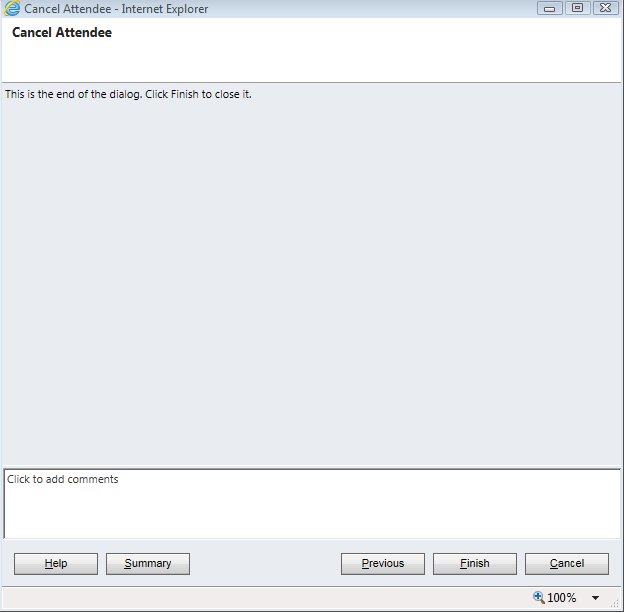 Cancel Attendee - Internet Explorer
Cancel Attendee
This is the end of the dialog. Click Finish to close it.
Click to add comments
Help Summary Previous Finish Cancel
100%